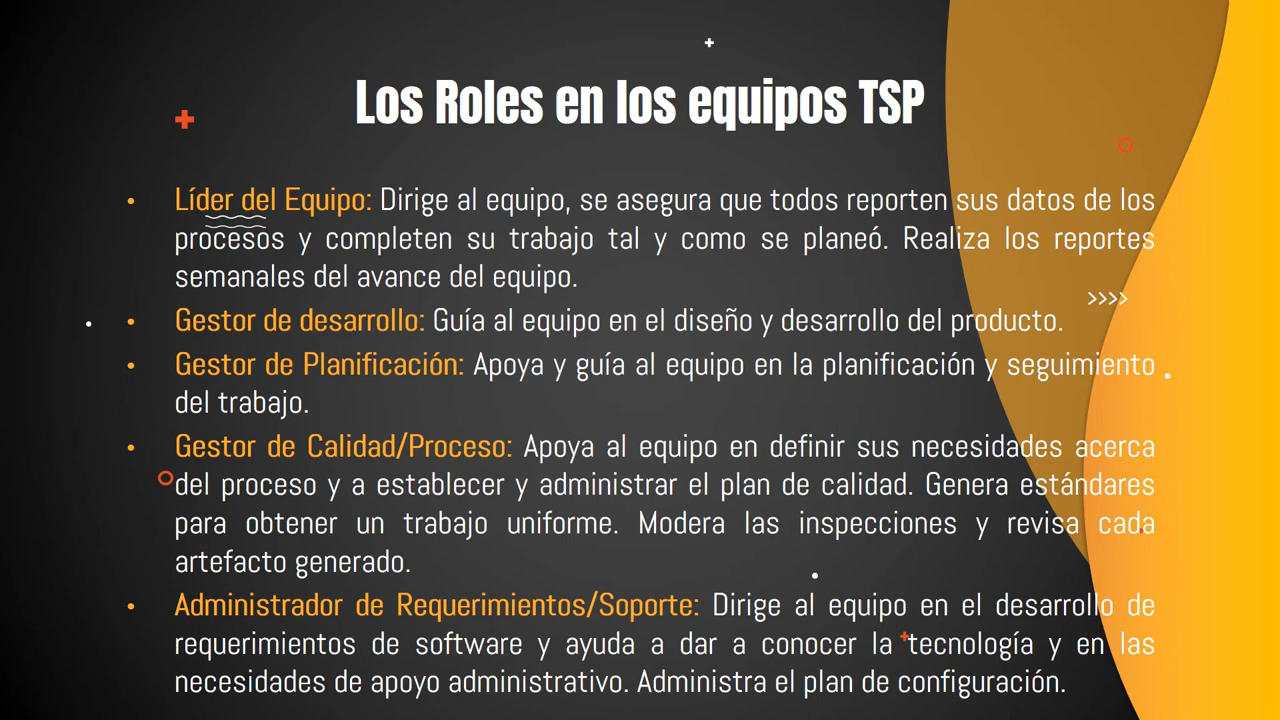 Los Roles en los equipos TSP
• Líder del Equipo: Dirige al equipo, se asegura que todos reporten sus datos de los
procesos y completen su trabajo tal y como se planeó. Realiza los reportes
semanales del avance del equipo.
• Gestor de desarrollo: Guía al equipo en el diseño y desarrollo del producto.
• Gestor de Planificación: Apoya y guía al equipo en la planificación y seguimiento
del trabajo.
• Gestor de Calidad/Proceso: Apoya al equipo en definir sus necesidades acerca
del proceso y a establecer y administrar el plan de calidad. Genera estándares
para obtener un trabajo uniforme. Modera las inspecciones y revisa cada
artefacto generado.
• Administrador de Requerimientos/Soporte: Dirige al equipo en el desarrollo de
requerimientos de software y ayuda a dar a conocer la tecnología y en las
necesidades de apoyo administrativo. Administra el plan de configuración.